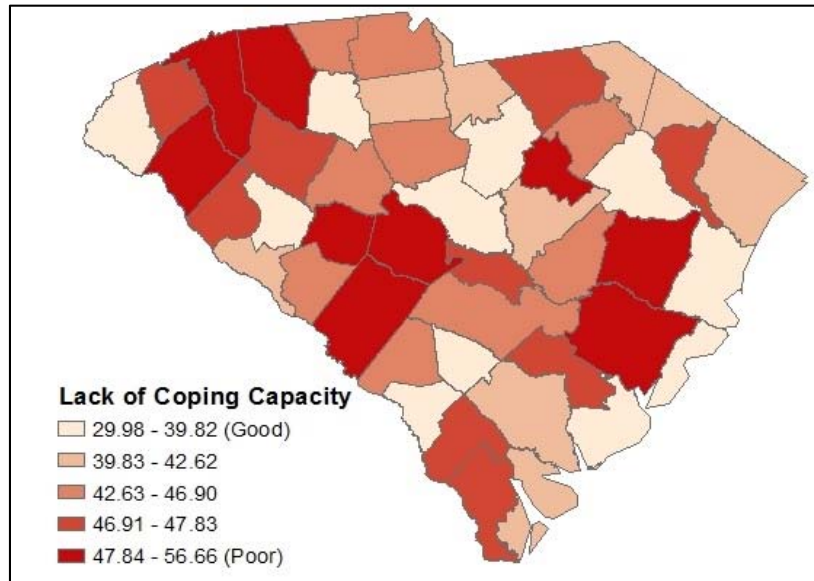 Lack of Coping Capacity
29.98 - 39.82 (Good)
39.83 - 42.62
42.63 - 46.90
46.91 - 47.83
47.84 - 56.66 (Poor)